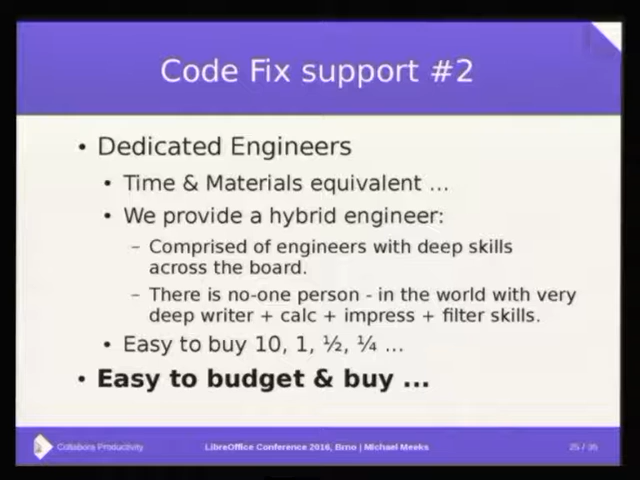 Code Fix support #2
• Dedicated Engineers
• Time & Materials equivalent ...
• We provide a hybrid engineer:
– Comprised of engineers with deep skills
across the board.
– There is no-one person - in the world with very
deep writer + calc + impress + filter skills.
• Easy to buy 10, 1, ½, ¼ ...
• Easy to budget & buy ...
Collabora Productivity
LibreOffice Conference 2016, Brno | Michael Meeks